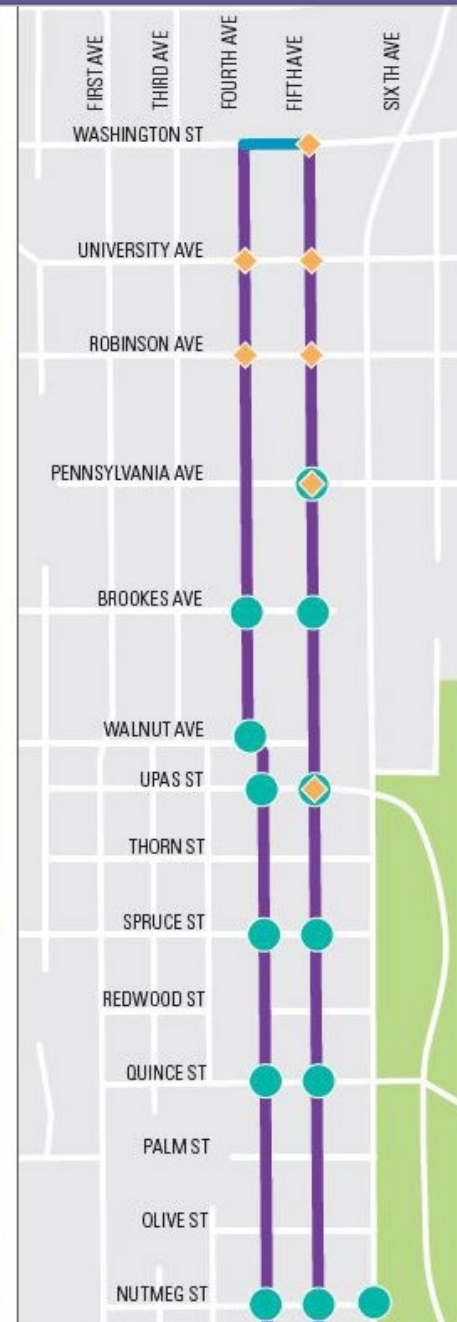 FIRST AVE
THIRD AVE
FOURTH AVE
FIFTH AVE
SIXTH AVE
WASHINGTON ST
UNIVERSITY AVE
ROBINSON AVE
PENNSYLVANIA AVE
BROOKES AVE
WALNUT AVE
UPAS ST
THORN ST
SPRUCE ST
REDWOOD ST
QUINCE ST
PALM ST
OLIVE ST
NUTMEG ST